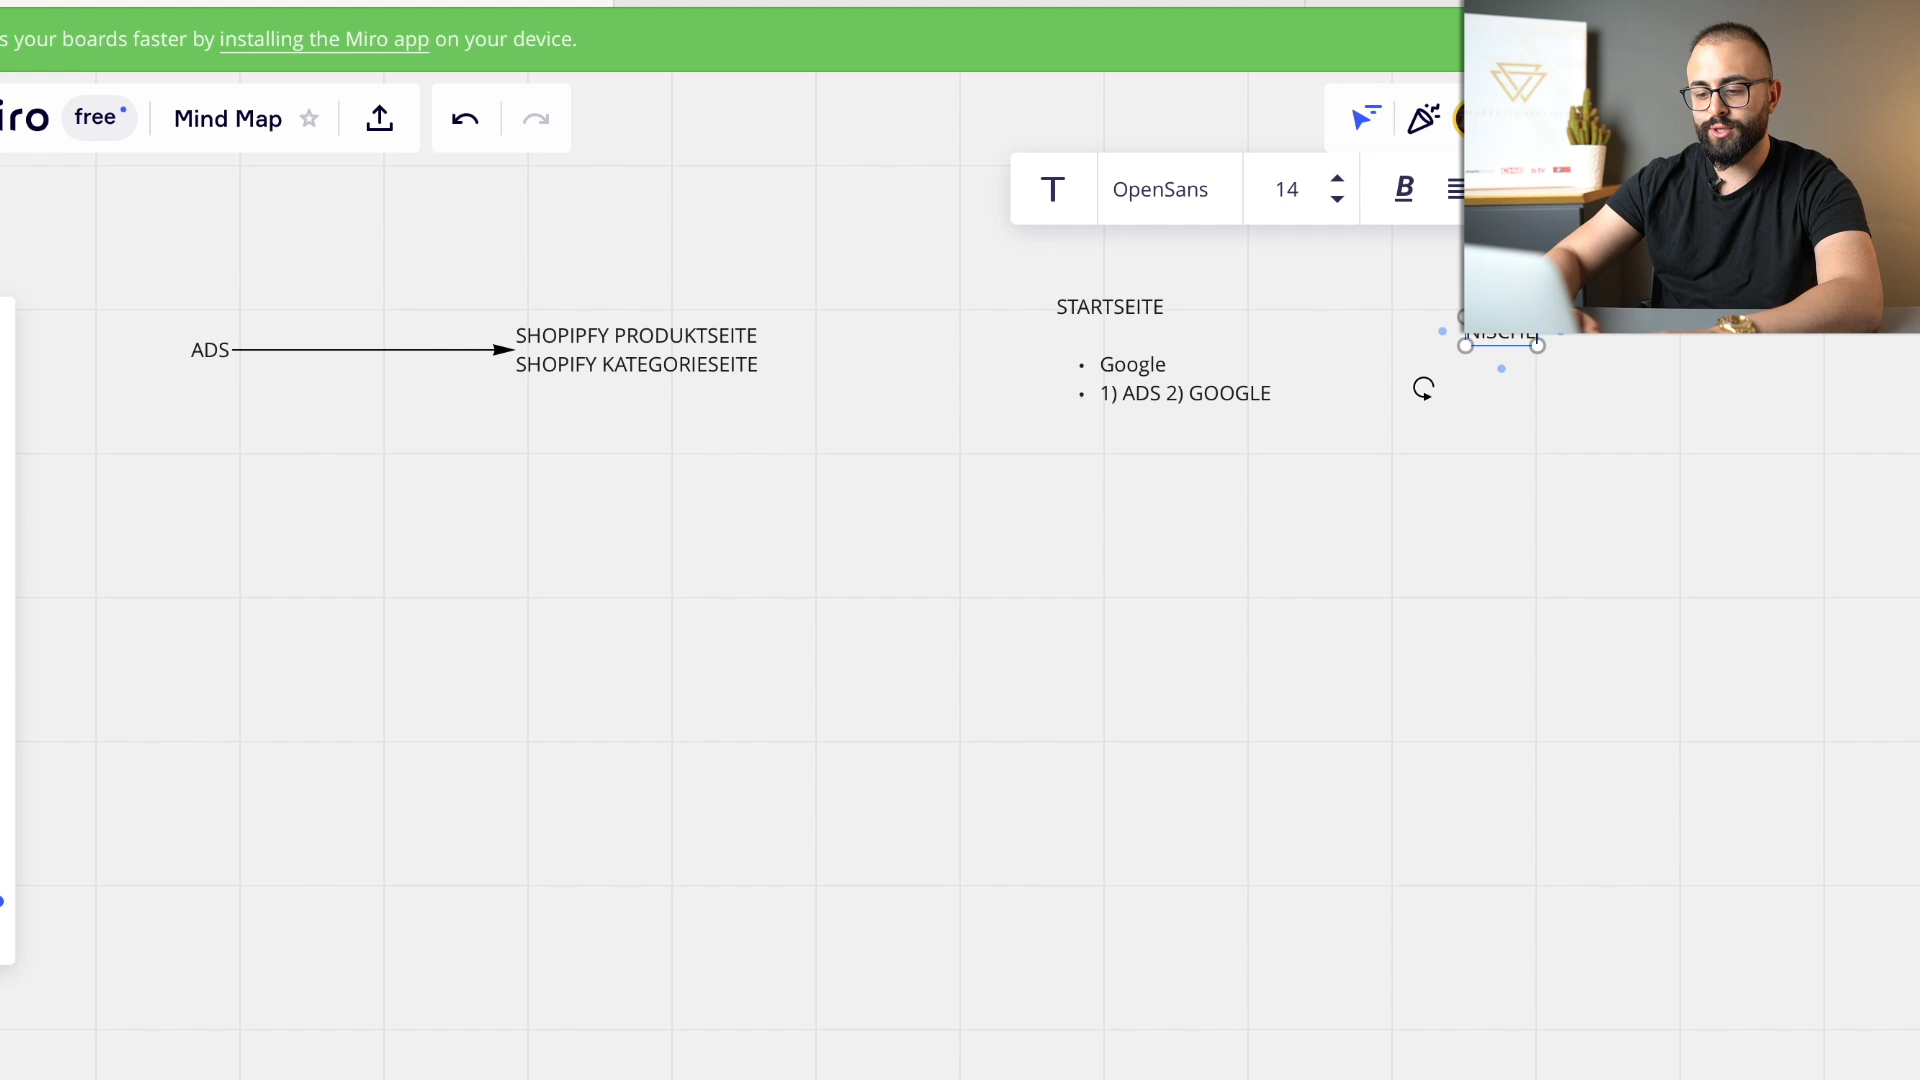 s your boards faster by installing the Miro app on your device.
iro free Mind Map
T OpenSans 14 B
STARTSEITE
SHOPIPFY PRODUKTSEITE
ADS
SHOPIFY KATEGORIESEITE
• Google
• 1) ADS 2) GOOGLE
NISCHE